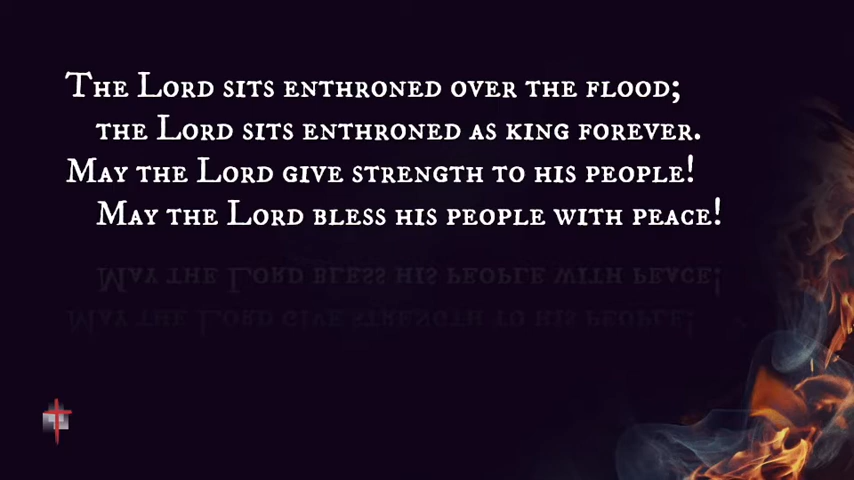 The Lord sits enthroned over the flood;
the Lord sits enthroned as king forever.
May the Lord give strength to his people!
May the Lord bless his people with peace!